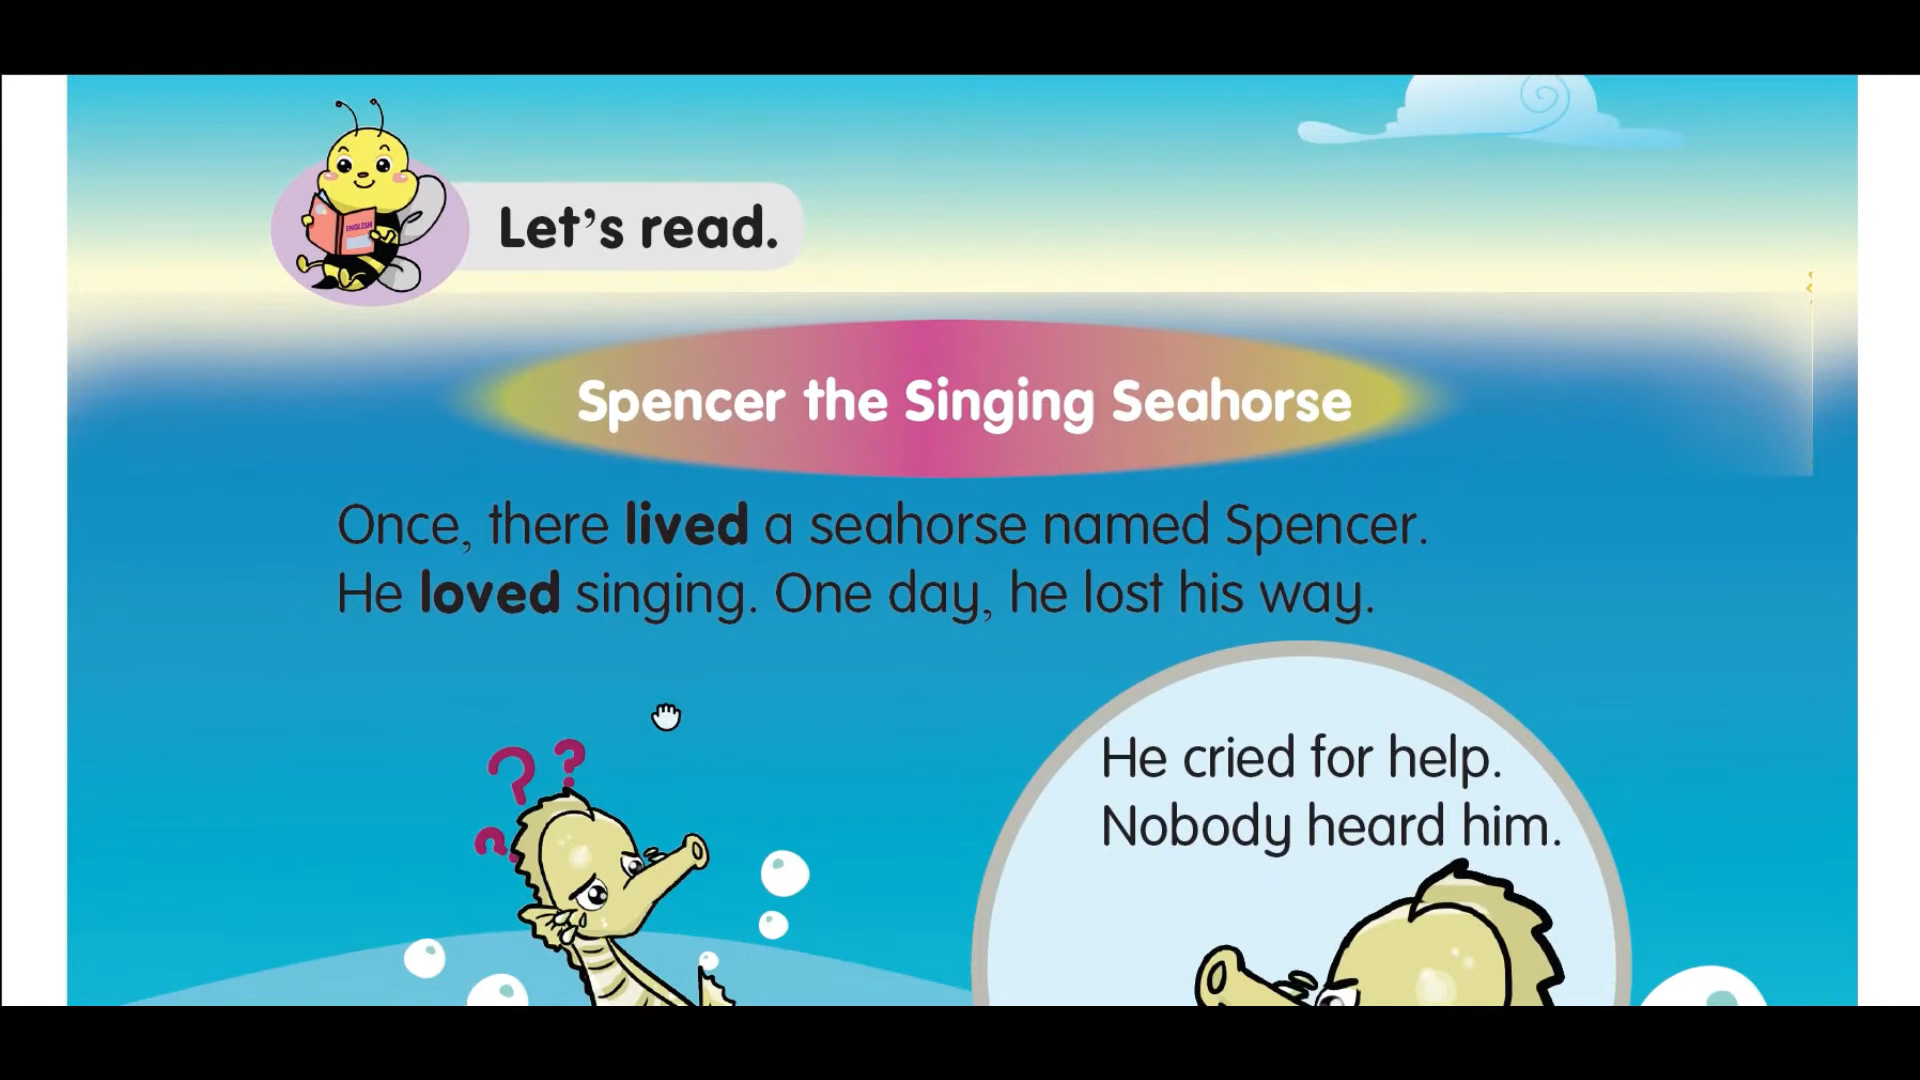 ENGLISH
Let's read.
Spencer the Singing Seahorse
Once, there lived a seahorse named Spencer.
He loved singing. One day, he lost his way.
? ?
?
He cried for help.
Nobody heard him.